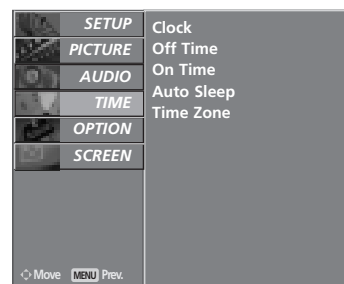 SETUP
PICTURE
AUDIO
TIME
OPTION
SCREEN
Clock
Off Time
On Time
Auto Sleep
Time Zone
Move MENU Prev.